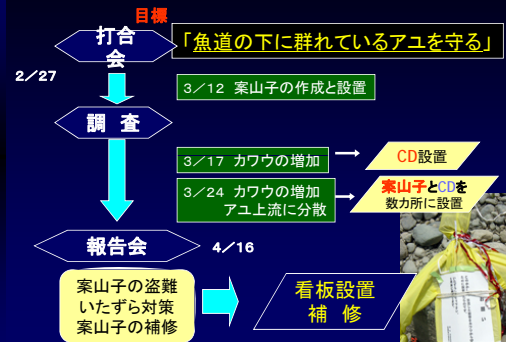 目標
打合
会
「魚道の下に群れているアユを守る」
2／27
3／12 案山子の作成と設置
調 査
3／17 カワウの増加
CD設置
3／24 カワウの増加
アユ上流に分散
案山子とCDを
数カ所に設置
報告会
4／16
案山子の盗難
いたずら対策
案山子の補修
看板設置
補 修